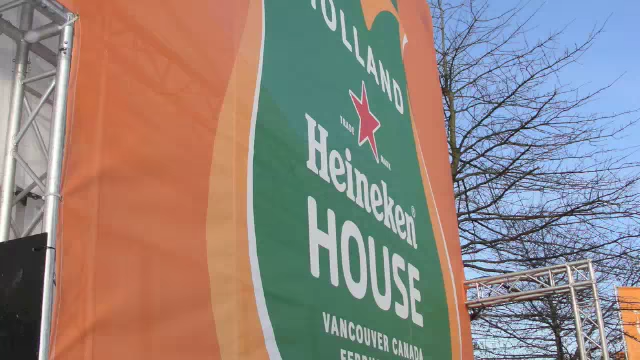 HOLLAND
TRADE MARK
Heineken®
HOUSE
VANCOUVER CANADA